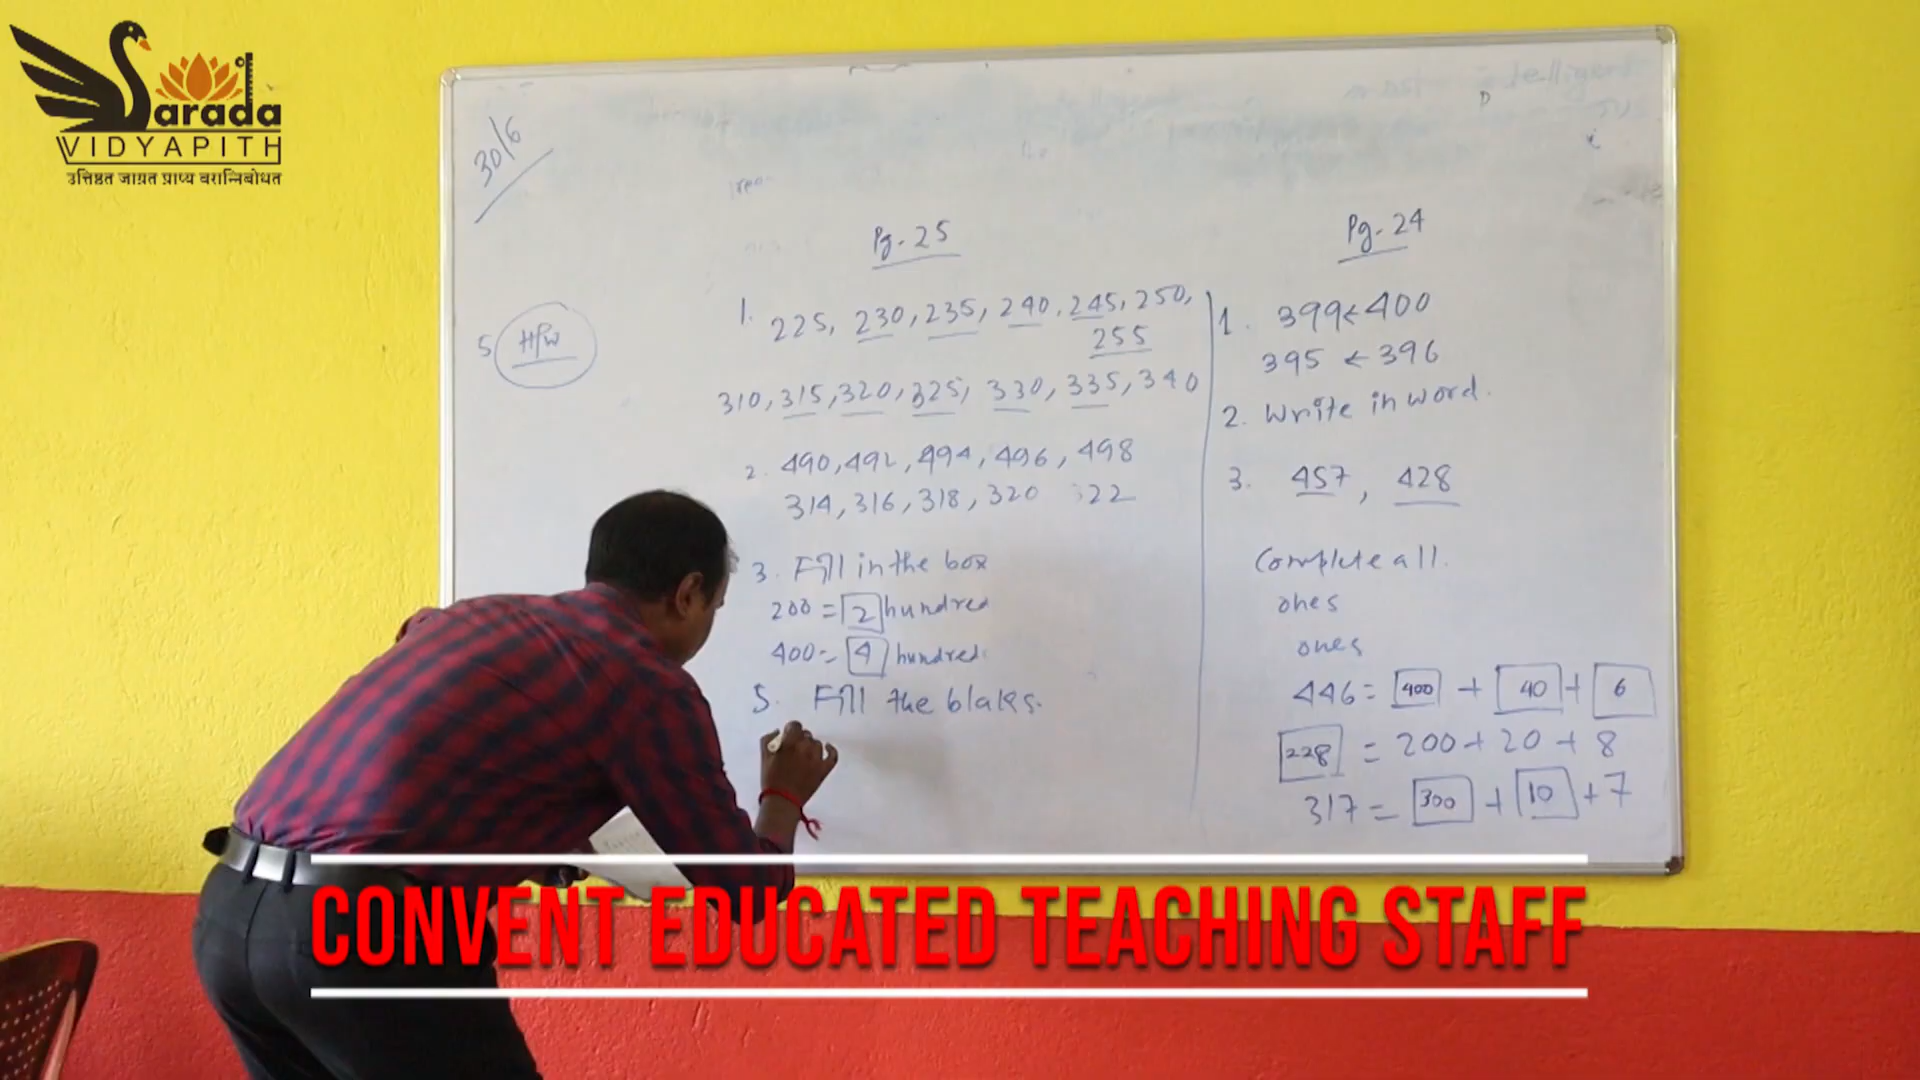 Sarada
VIDYAPITH
उत्तिष्ठत जाग्रत प्राप्य वरान्निबोधत
30/6
5 H/W
Pg. 25
1. 225, 230, 235, 240, 245, 250,
255
310, 315, 320, 325, 330, 335, 340
2. 490, 492, 494, 496, 498
314, 316, 318, 320 322
3. Fill in the box
200 = 2 hundred
400 = 4 hundred.
5. Fill the blaks.
Pg. 24
1. 399 < 400
395 < 396
2. Write in word.
3. 457, 428
Complete all.
ones
ones
446 = 400 + 40 + 6
228 = 200 + 20 + 8
317 = 300 + 10 + 7
CONVENT EDUCATED TEACHING STAFF